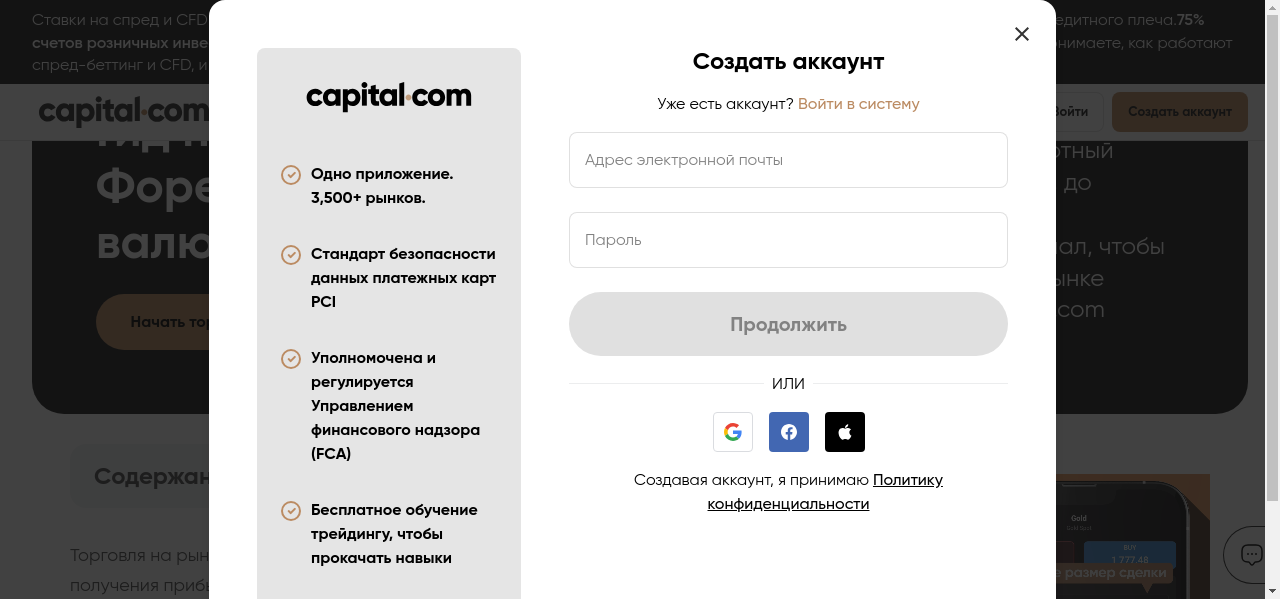 Ставки на спред и CFD
едитного плеча.75%
счетов розничных инве
онимаете, как работают
спред-беттинг и CFD, и
capital.com
Войти
Создать аккаунт
Гид п
Форе
валю
Начать тор
отный
до
ал, чтобы
ынке
com
Содержан
Торговля на рын
получения приб
Gold
BUY
1 777.48
е размер сделки
capital.com
Одно приложение.
3,500+ рынков.
Стандарт безопасности
данных платежных карт
PCI
Уполномочена и
регулируется
Управлением
финансового надзора
(FCA)
Бесплатное обучение
трейдингу, чтобы
прокачать навыки
Создать аккаунт
Уже есть аккаунт? Войти в систему
Адрес электронной почты
Пароль
Продолжить
ИЛИ
Создавая аккаунт, я принимаю Политику
конфиденциальности